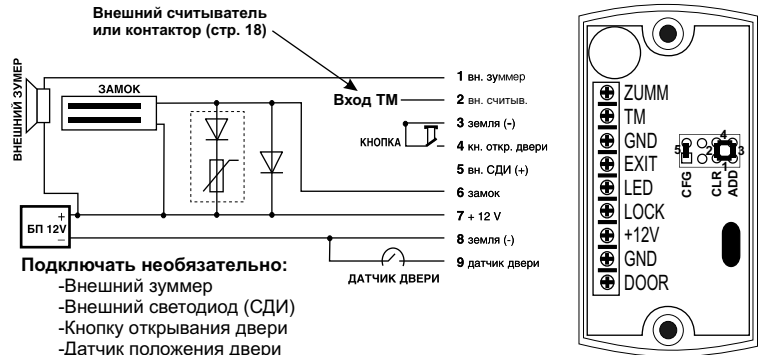 Внешний считыватель
или контактор (стр. 18)
ВНЕШНИЙ ЗУМЕР
ЗАМОК
Вход ТМ
КНОПКА
1 вн. зуммер
2 вн. считыв.
3 земля (-)
4 кн. откр. двери
5 вн. СДИ (+)
6 замок
7 + 12 V
8 земля (-)
9 датчик двери
+
БП 12V
–
ДАТЧИК ДВЕРИ
Подключать необязательно:
-Внешний зуммер
-Внешний светодиод (СДИ)
-Кнопку открывания двери
-Датчик положения двери
ZUMM
TM
GND
EXIT
LED
LOCK
+12V
GND
DOOR
4
5
2
3
1
CFG
CLR
ADD